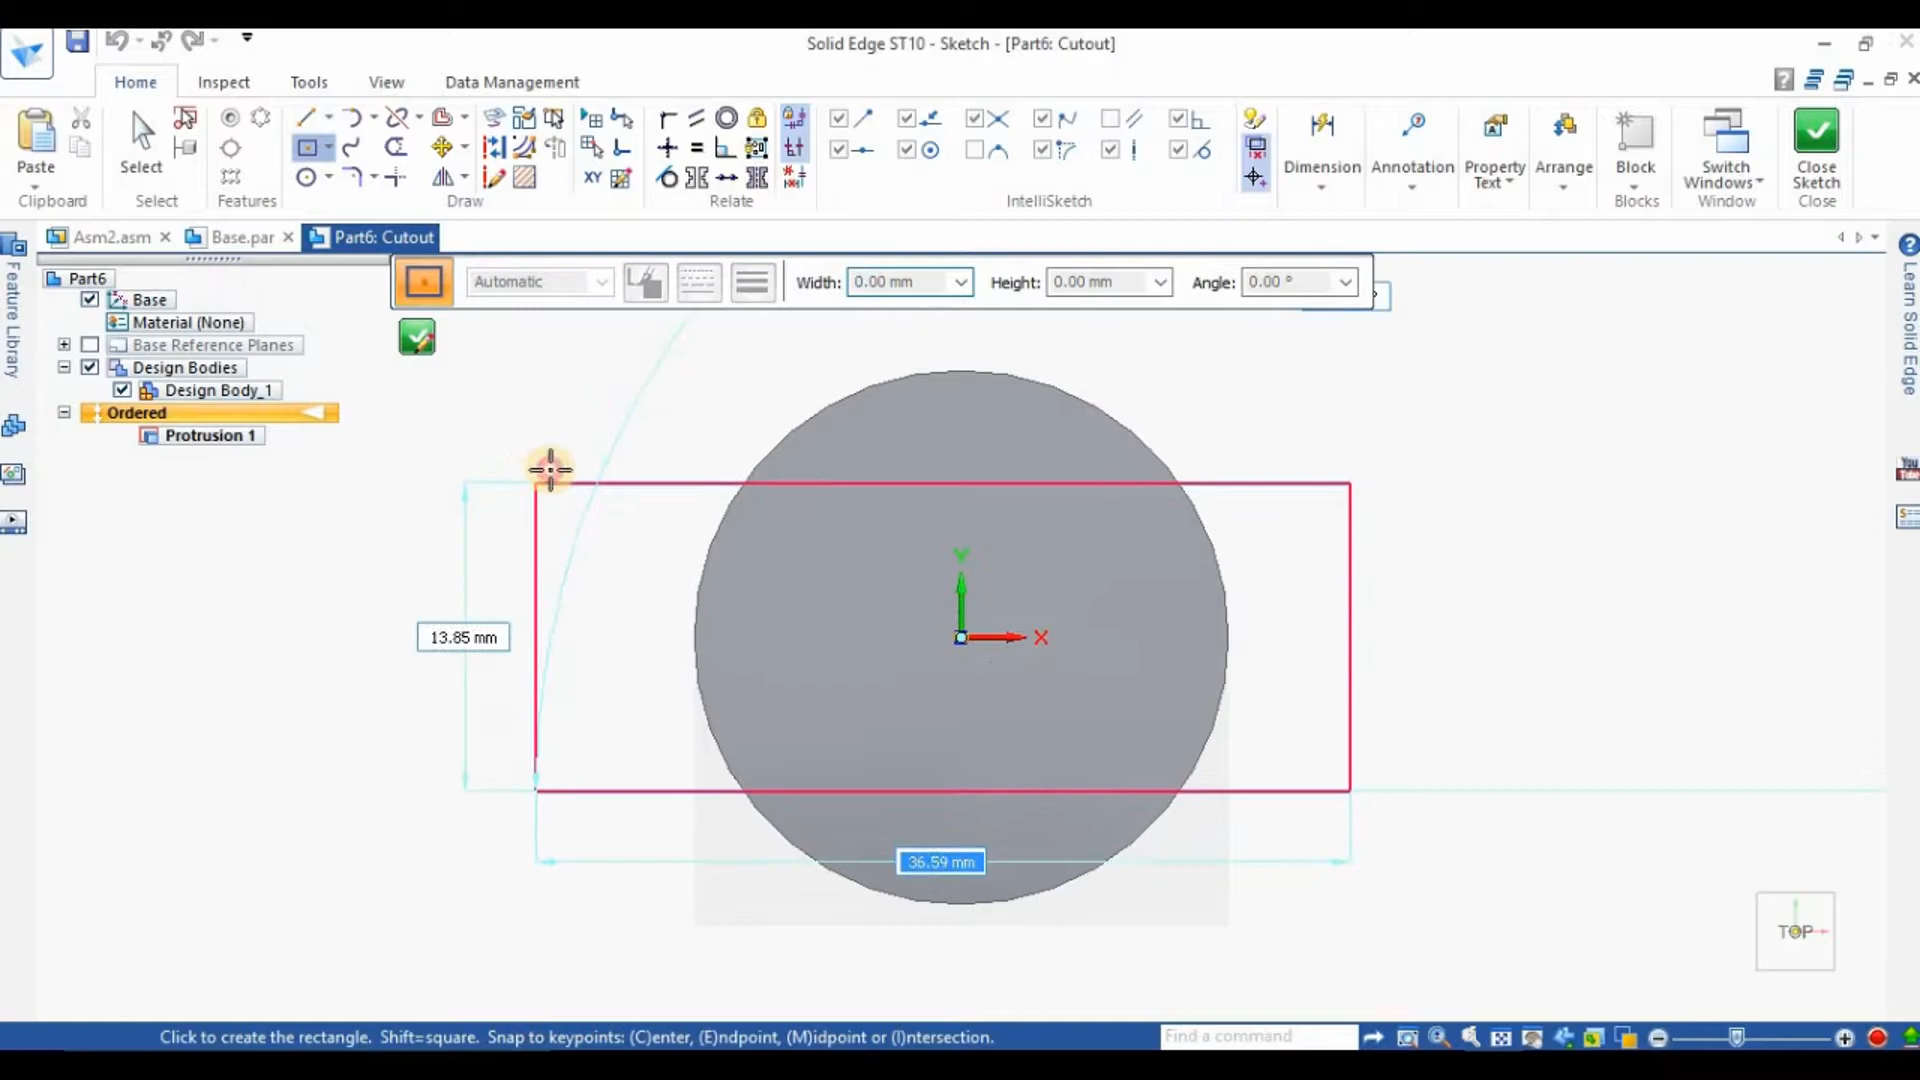 Solid Edge ST10 - Sketch - [Part6: Cutout]
Home Inspect Tools View Data Management
Paste Select Dimension Annotation Property Text Arrange Block Switch Windows Close Sketch
XY
Clipboard Select Features Draw Relate IntelliSketch Blocks Window Close
Asm2.asm Base.par Part6: Cutout
Automatic Width: 0.00 mm Height: 0.00 mm Angle: 0.00 °
Feature Library
Part6
Base
Material (None)
Base Reference Planes
Design Bodies
Design Body_1
Ordered
Protrusion 1
Learn Solid Edge
You
Y
X
13.85 mm
36.59 mm
TOP
Click to create the rectangle. Shift=square. Snap to keypoints: (C)enter, (E)ndpoint, (M)idpoint or (I)ntersection.
Find a command